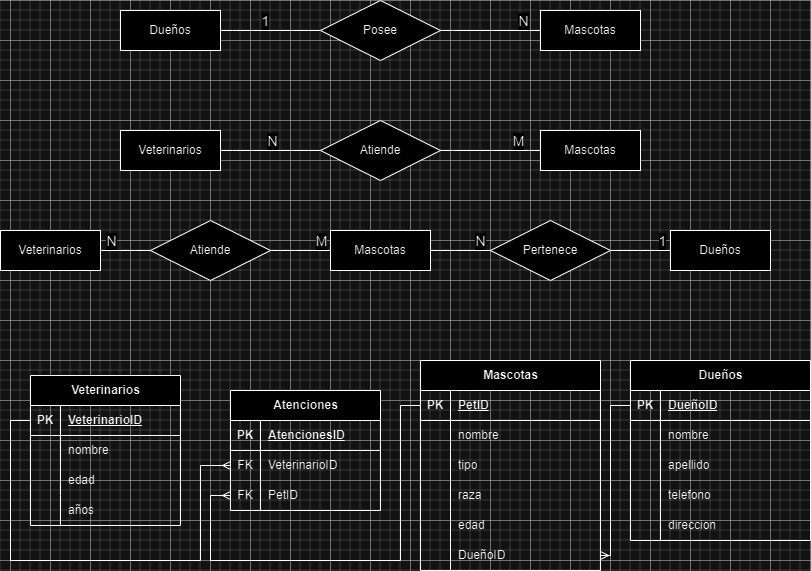 Dueños 1 Posee N Mascotas
Veterinarios N Atiende M Mascotas
Veterinarios N Atiende M Mascotas N Pertenece 1 Dueños
Veterinarios
PK VeterinarioID
nombre
edad
años
Atenciones
PK AtencionesID
FK VeterinarioID
FK PetID
Mascotas
PK PetID
nombre
tipo
raza
edad
DueñoID
Dueños
PK DueñoID
nombre
apellido
telefono
direccion